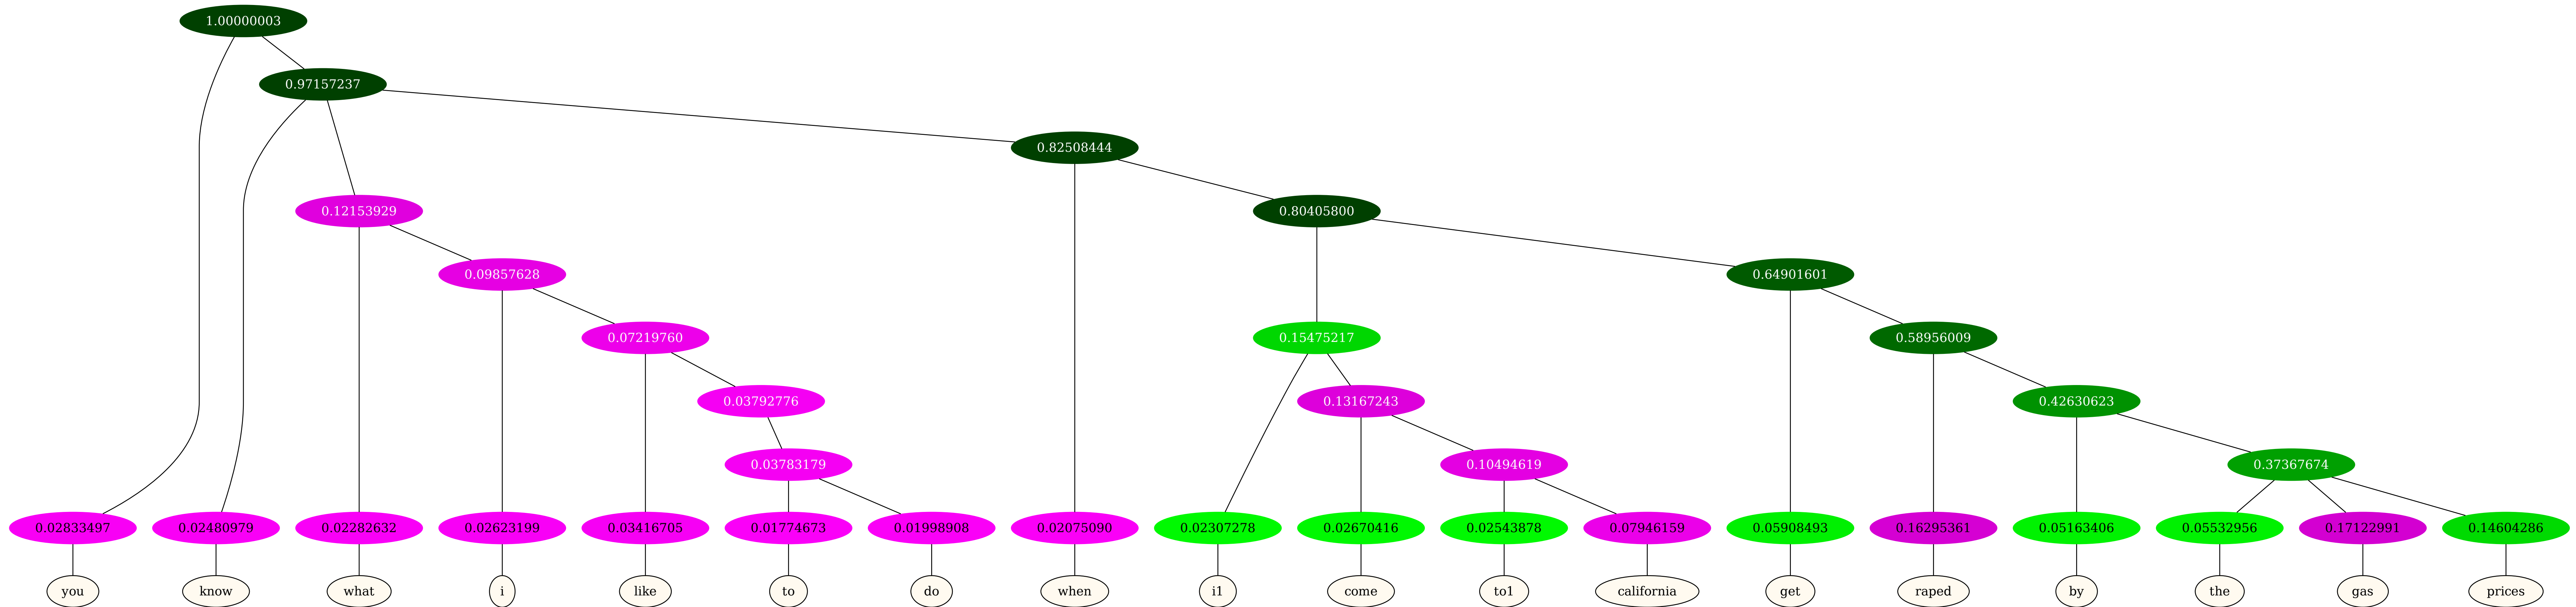 1.00000003
0.97157237
0.82508444
0.12153929 0.80405800
0.09857628 0.64901601
0.07219760 0.15475217 0.58956009
0.03792776 0.13167243 0.42630623
0.03783179 0.10494619 0.37367674
0.02833497 0.02480979 0.02282632 0.02623199 0.03416705 0.01774673 0.01998908 0.02075090 0.02307278 0.02670416 0.02543878 0.07946159 0.05908493 0.16295361 0.05163406 0.05532956 0.17122991 0.14604286
you know what i like to do when i1 come to1 california get raped by the gas prices